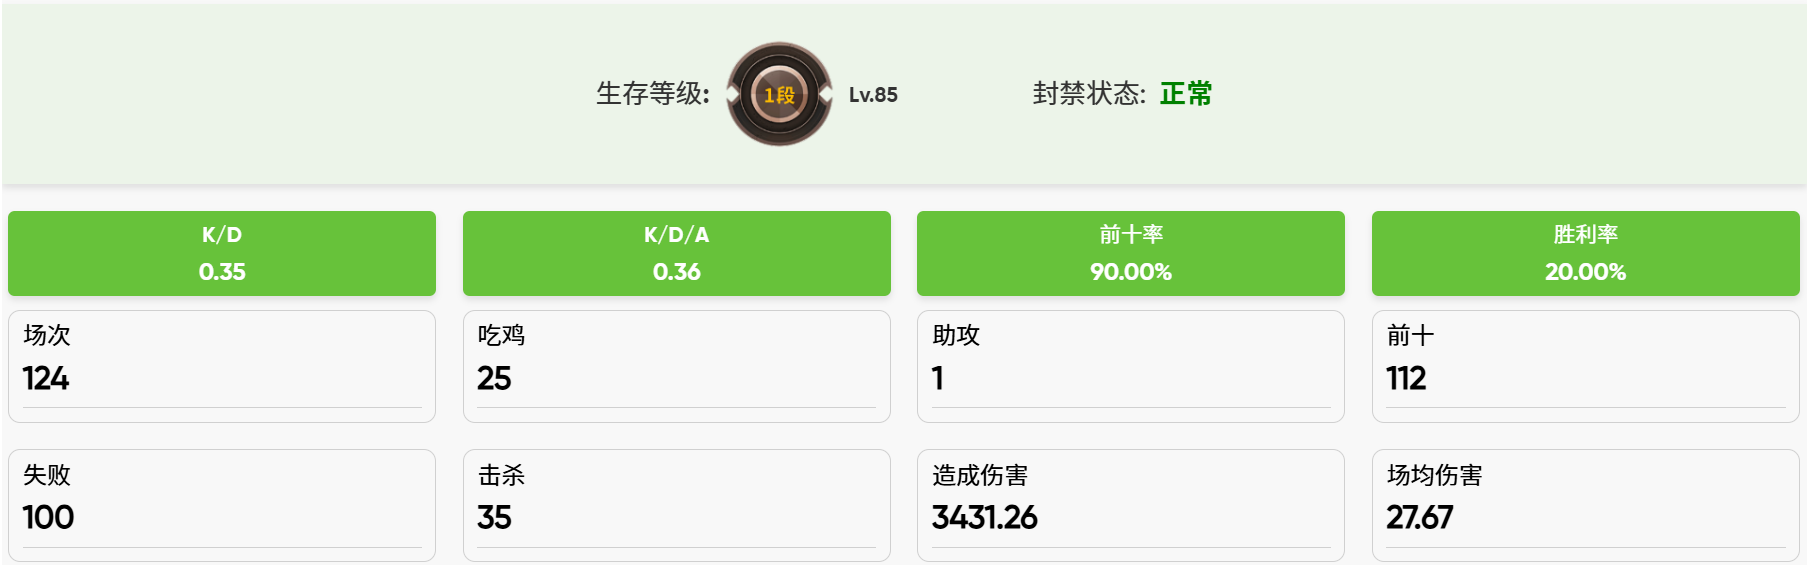 生存等级: 1段 Lv.85 封禁状态: 正常
K/D K/D/A 前十率 胜利率
0.35 0.36 90.00% 20.00%
场次 吃鸡 助攻 前十
124 25 1 112
失败 击杀 造成伤害 场均伤害
100 35 3431.26 27.67